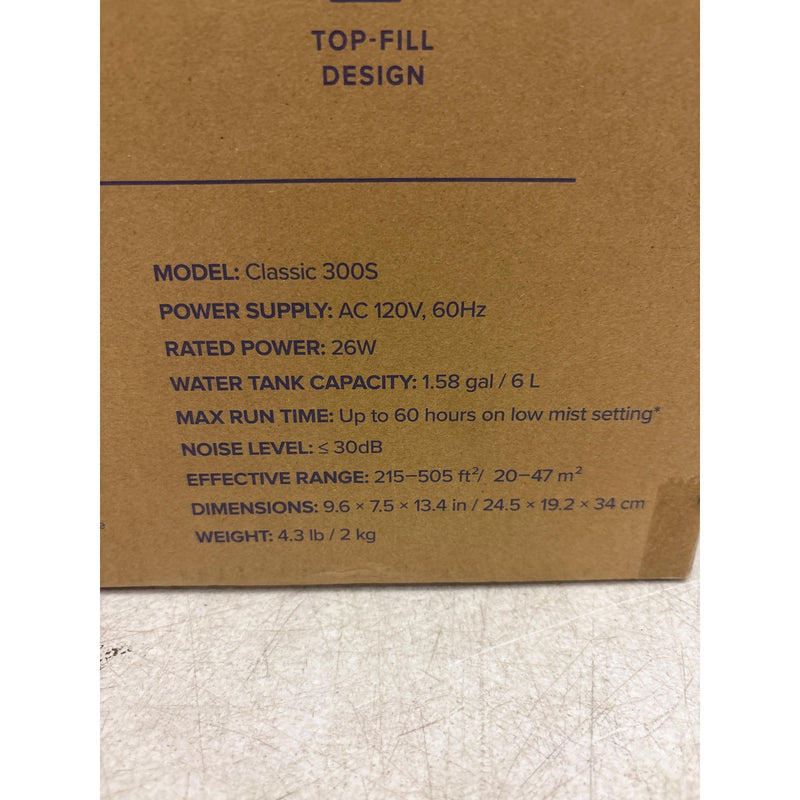 TOP-FILL
DESIGN
MODEL: Classic 300S
POWER SUPPLY: AC 120V, 60Hz
RATED POWER: 26W
WATER TANK CAPACITY: 1.58 gal / 6 L
MAX RUN TIME: Up to 60 hours on low mist setting*
NOISE LEVEL: ≤ 30dB
EFFECTIVE RANGE: 215–505 ft²/ 20–47 m²
DIMENSIONS: 9.6 × 7.5 × 13.4 in / 24.5 × 19.2 × 34 cm
WEIGHT: 4.3 lb / 2 kg